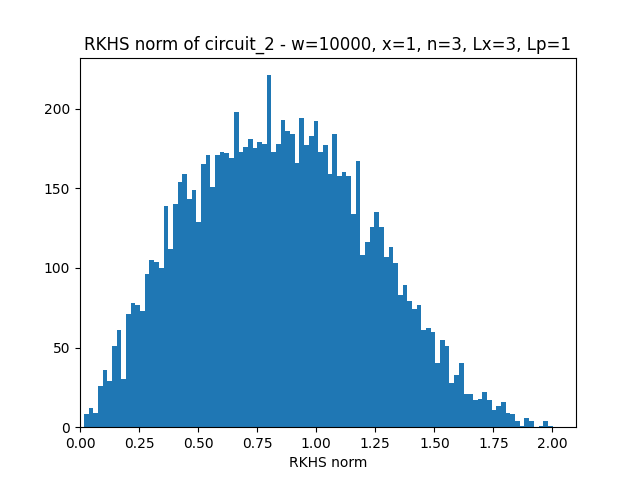 RKHS norm of circuit_2 - w=10000, x=1, n=3, Lx=3, Lp=1
200
150
100
50
0
0.00 0.25 0.50 0.75 1.00 1.25 1.50 1.75 2.00
RKHS norm